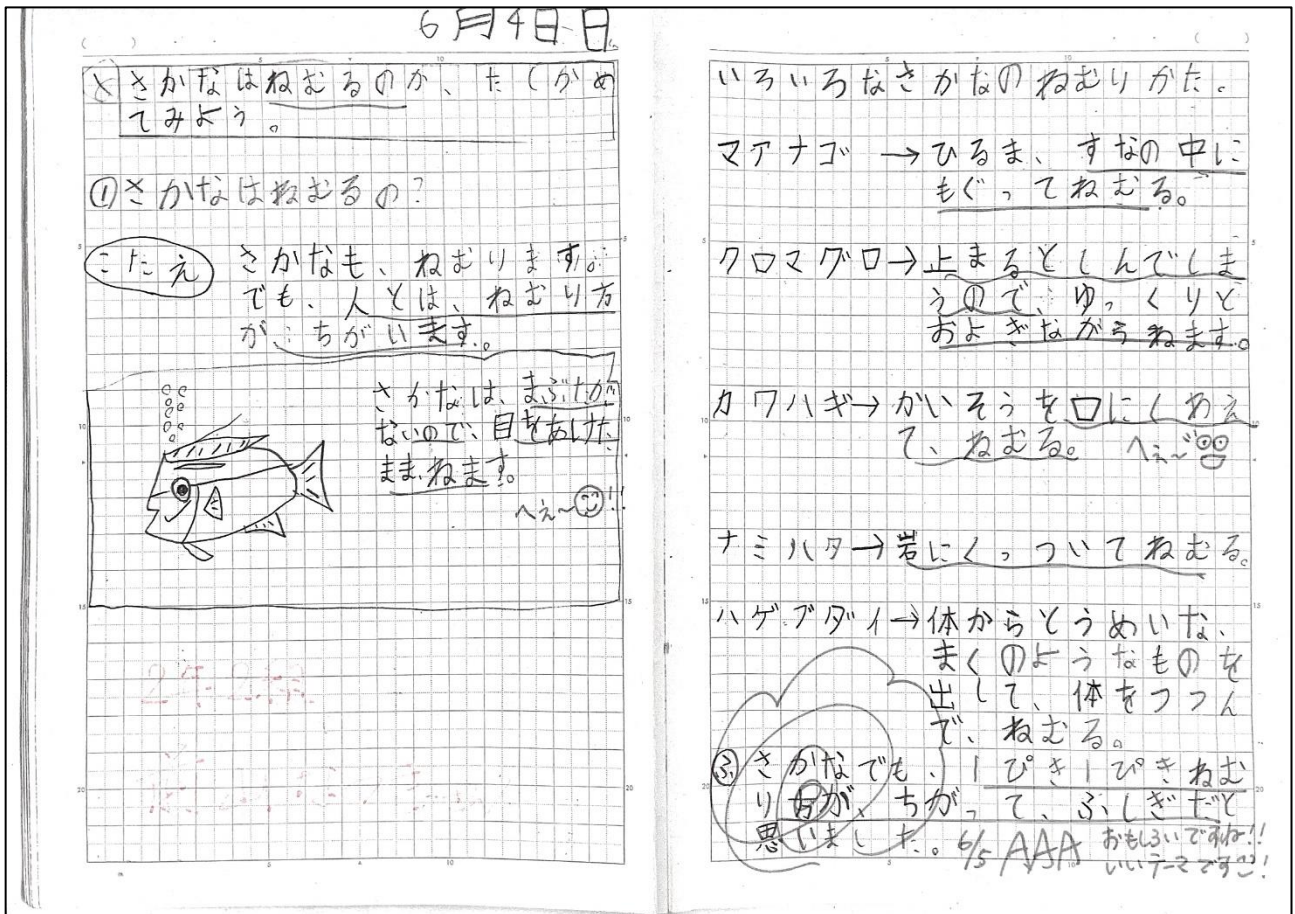 6月4日 日
め さかなはねむるのか、たしかめ
てみよう。
①さかなはねむるの?
こたえ さかなも、ねむります。
でも、人とは、ねむり方
が、ちがいます。
さかなは、まぶたが
ないので、目をあけた
まま、ねます。
へぇ〜!!
いろいろなさかなのねむりかた。
マアナゴ→ひるま、すなの中に
もぐってねむる。
クロマグロ→止まるとしんでしま
うので、ゆっくりと
およぎながらねます。
カワハギ→かいそうを口にくわえ
て、ねむる。 へぇ〜
ナミハタ→岩にくっついてねむる。
ハゲブダイ→体からとうめいな、
まくのようなものを
出して、体をつつん
で、ねむる。
ふ さかなでも、1ぴき1ぴきねむ
り方が、ちがって、ふしぎだと
思いました。 6/5 AAA おもしろいですね!!
いいテーマですご!